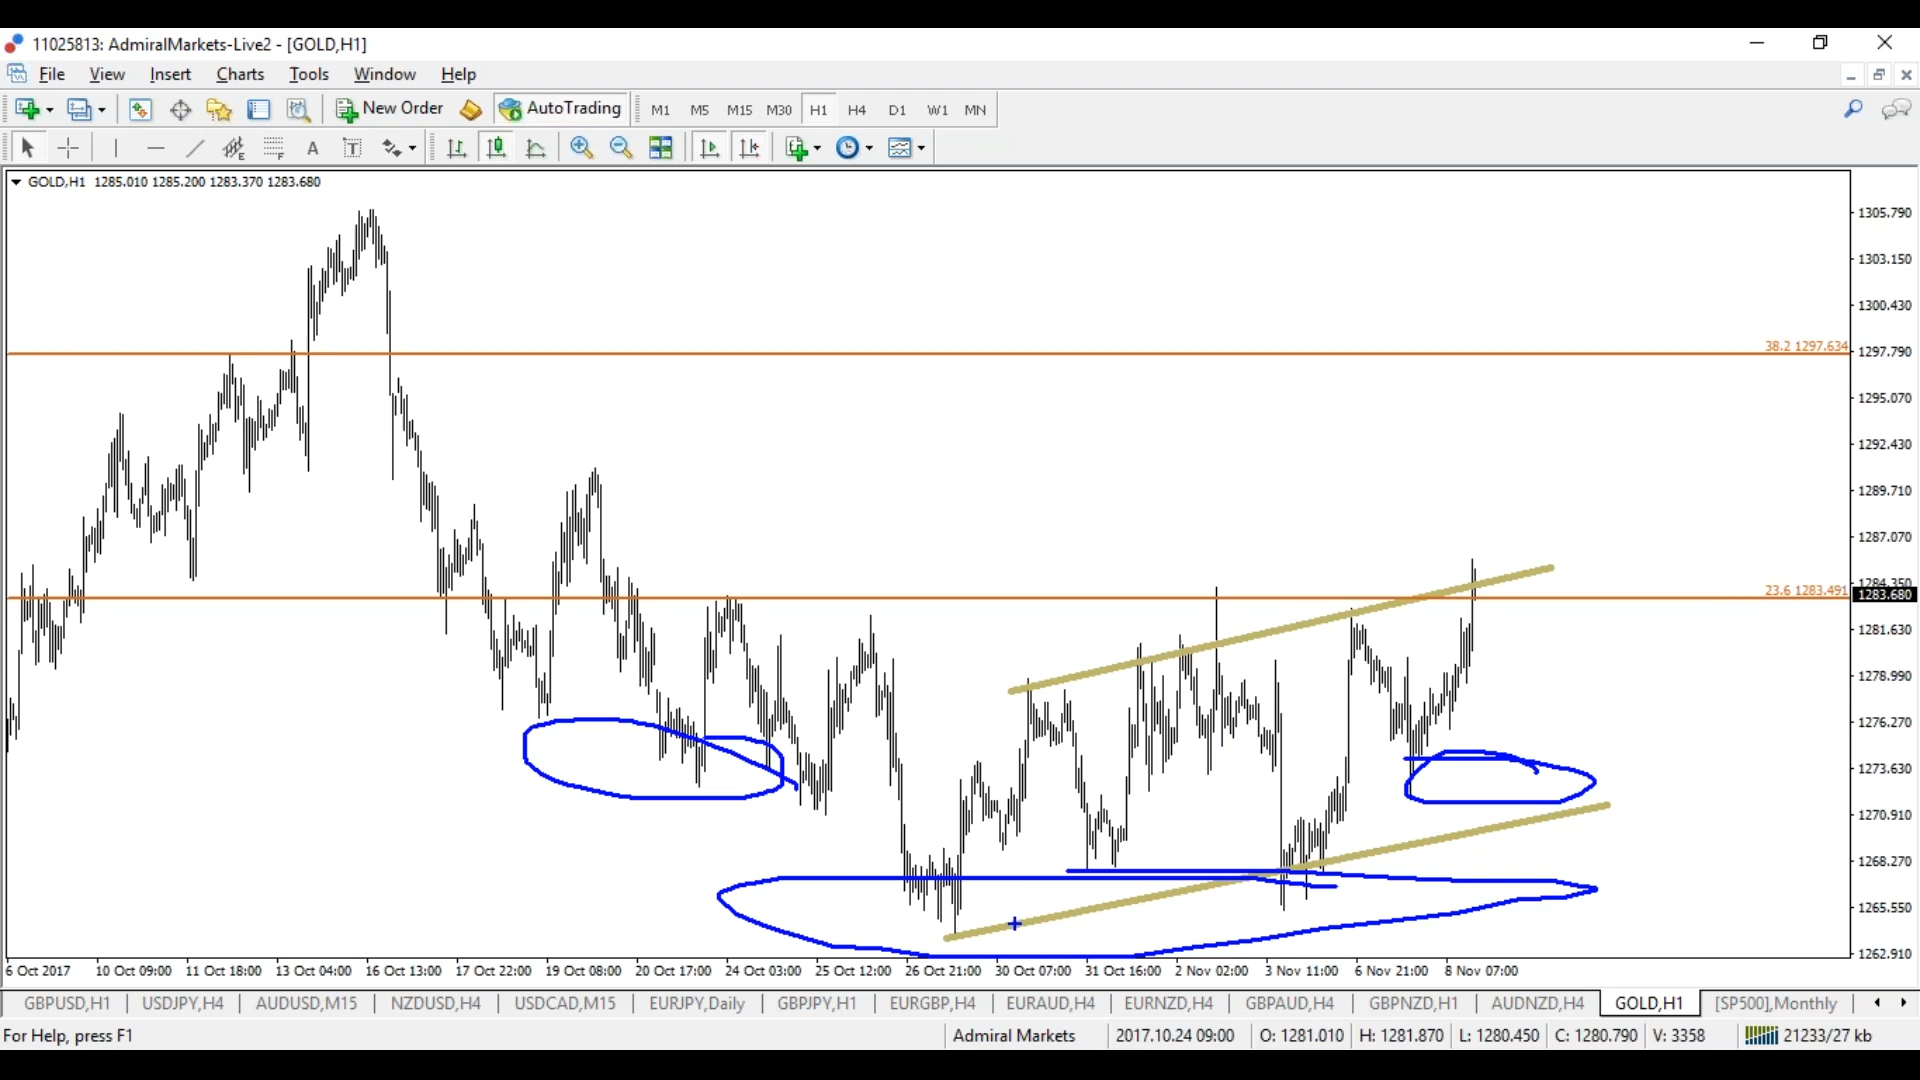 11025813: AdmiralMarkets-Live2 - [GOLD,H1]
File View Insert Charts Tools Window Help
New Order AutoTrading M1 M5 M15 M30 H1 H4 D1 W1 MN
GOLD,H1 1285.010 1285.200 1283.370 1283.680
1305.790
1303.150
1300.430
38.2 1297.634
1297.790
1295.070
1292.430
1289.710
1287.070
1284.350
23.6 1283.491
1283.680
1281.630
1278.990
1276.270
1273.630
1270.910
1268.270
1265.550
1262.910
6 Oct 2017 10 Oct 09:00 11 Oct 18:00 13 Oct 04:00 16 Oct 13:00 17 Oct 22:00 19 Oct 08:00 20 Oct 17:00 24 Oct 03:00 25 Oct 12:00 26 Oct 21:00 30 Oct 07:00 31 Oct 16:00 2 Nov 02:00 3 Nov 11:00 6 Nov 21:00 8 Nov 07:00
GBPUSD,H1 USDJPY,H4 AUDUSD,M15 NZDUSD,H4 USDCAD,M15 EURJPY,Daily GBPJPY,H1 EURGBP,H4 EURAUD,H4 EURNZD,H4 GBPAUD,H4 GBPNZD,H1 AUDNZD,H4 GOLD,H1 [SP500],Monthly
For Help, press F1 Admiral Markets 2017.10.24 09:00 O: 1281.010 H: 1281.870 L: 1280.450 C: 1280.790 V: 3358 21233/27 kb